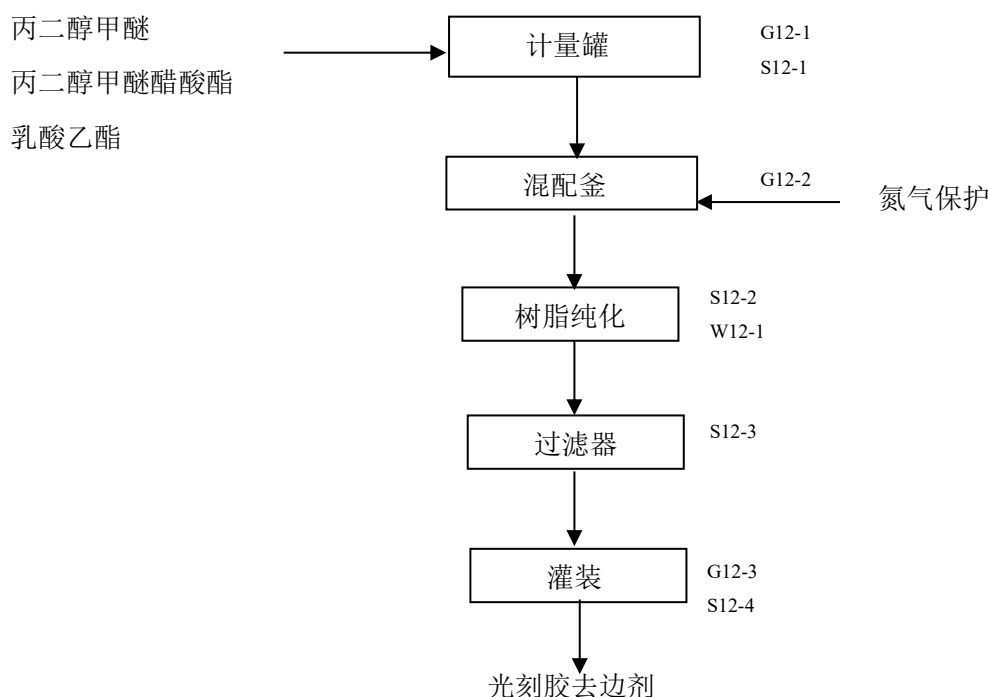 丙二醇甲醚
丙二醇甲醚醋酸酯
乳酸乙酯
计量罐
G12-1
S12-1
混配釜
G12-2
氮气保护
树脂纯化
S12-2
W12-1
过滤器
S12-3
灌装
G12-3
S12-4
光刻胶去边剂